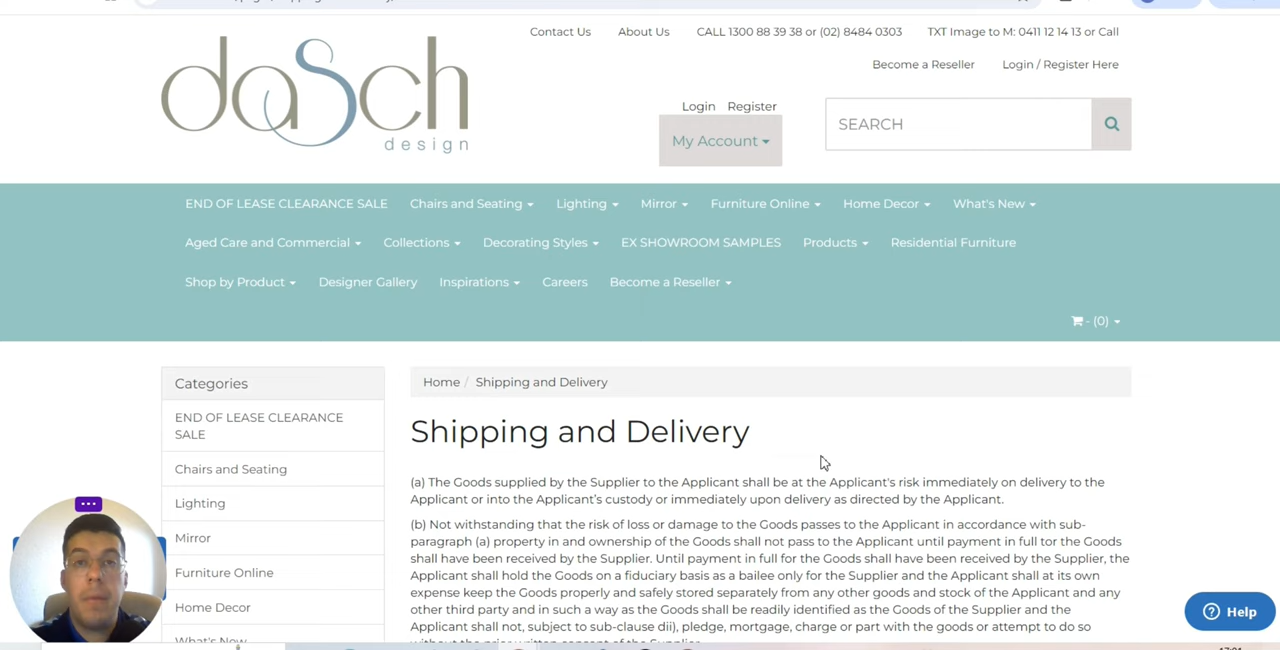 Contact Us About Us CALL 1300 88 39 38 or (02) 8484 0303 TXT Image to M: 0411 12 14 13 or Call
Become a Reseller Login / Register Here
daSch
design
Login Register
My Account
SEARCH
END OF LEASE CLEARANCE SALE Chairs and Seating Lighting Mirror Furniture Online Home Decor What's New
Aged Care and Commercial Collections Decorating Styles EX SHOWROOM SAMPLES Products Residential Furniture
Shop by Product Designer Gallery Inspirations Careers Become a Reseller
- (0)
Categories
END OF LEASE CLEARANCE
SALE
Chairs and Seating
Lighting
Mirror
Furniture Online
Home Decor
What's New
Home / Shipping and Delivery
Shipping and Delivery
(a) The Goods supplied by the Supplier to the Applicant shall be at the Applicant's risk immediately on delivery to the
Applicant or into the Applicant's custody or immediately upon delivery as directed by the Applicant.
(b) Not withstanding that the risk of loss or damage to the Goods passes to the Applicant in accordance with sub-
paragraph (a) property in and ownership of the Goods shall not pass to the Applicant until payment in full tor the Goods
shall have been received by the Supplier. Until payment in full for the Goods shall have been received by the Supplier, the
Applicant shall hold the Goods on a fiduciary basis as a bailee only for the Supplier and the Applicant shall at its own
expense keep the Goods properly and safely stored separately from any other goods and stock of the Applicant and any
other third party and in such a way as the Goods shall be readily identified as the Goods of the Supplier and the
Applicant shall not, subject to sub-clause dii), pledge, mortgage, charge or part with the goods or attempt to do so
without the prior written consent of the Supplier
Help